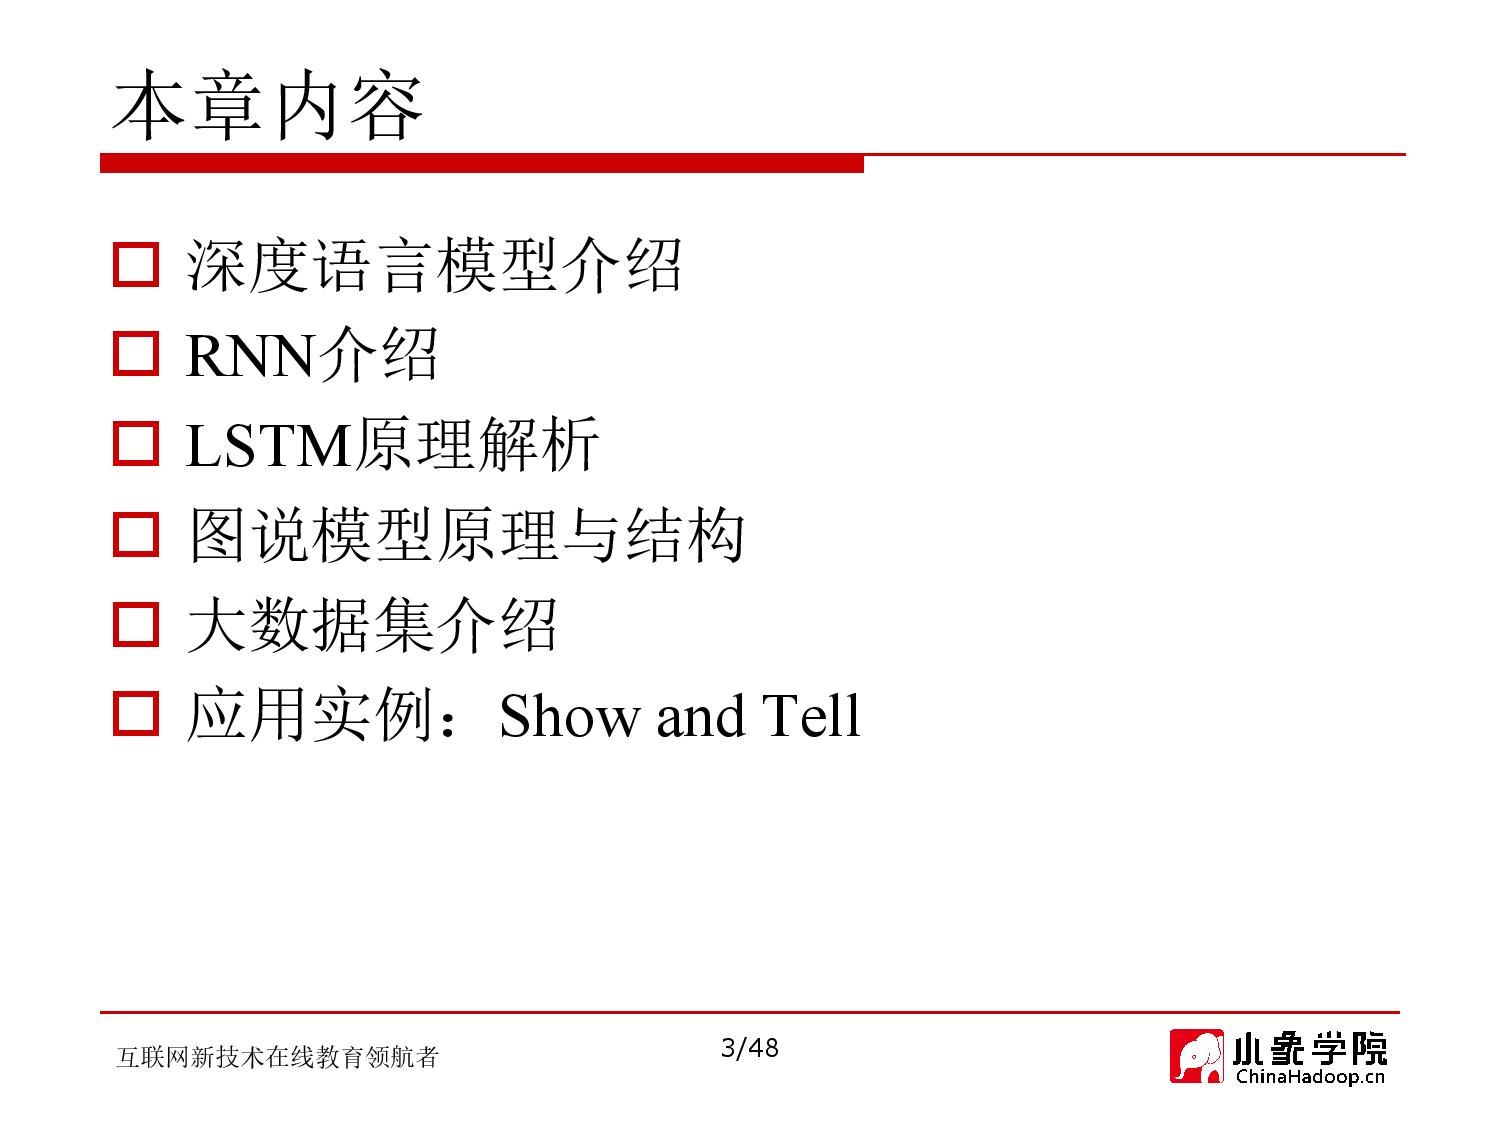 本章内容
深度语言模型介绍
RNN介绍
LSTM原理解析
图说模型原理与结构
大数据集介绍
应用实例：Show and Tell
互联网新技术在线教育领航者
3/48
小象学院
ChinaHadoop.cn